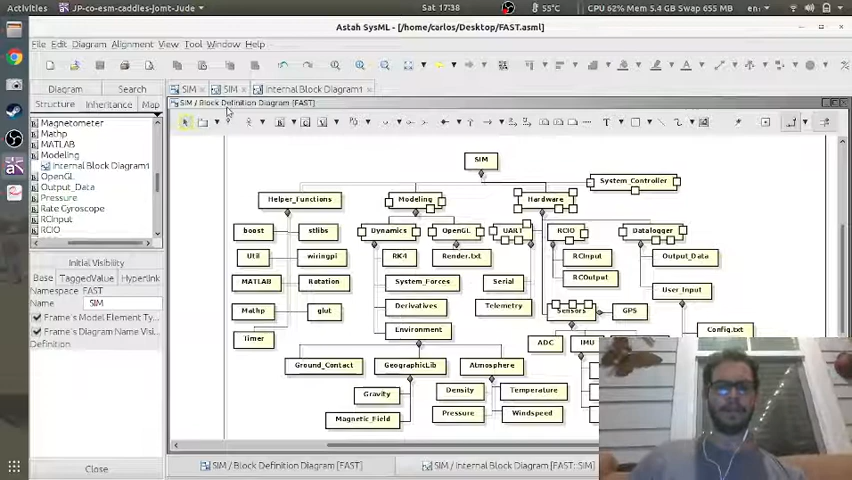 Activities JP-co-esm-caddies-jomt-Jude Sat 17:38 55°C CPU 62% Mem 5.4 GB Swap 655 MB en
Astah SysML - [/home/carlos/Desktop/FAST.asml]
File Edit Diagram Alignment View Tool Window Help
Diagram Search SIM SIM Internal Block Diagram1
Structure Inheritance Map SIM / Block Definition Diagram [FAST]
Magnetometer
Mathp
MATLAB
Modeling
Internal Block Diagram1
OpenGL
Output_Data
Pressure
Rate Gyroscope
RCInput
RCIO
Initial Visibility
Base TaggedValue Hyperlink
Namespace FAST
Name SIM
Frame's Model Element Ty
Frame's Diagram Name Visi
Definition
Close
SIM
System_Controller
Helper_Functions Modeling Hardware
boost stlibs Dynamics OpenGL UART RCIO Datalogger
Util wiringpi RK4 Render.txt RCInput Output_Data
MATLAB Rotation System_Forces Serial RCOutput User_Input
Mathp glut Derivatives Telemetry Sensors GPS
Timer Environment ADC IMU Config.txt
Ground_Contact GeographicLib Atmosphere
Gravity Density Temperature
Magnetic_Field Pressure Windspeed
SIM / Block Definition Diagram [FAST] SIM / Internal Block Diagram [FAST: SIM]